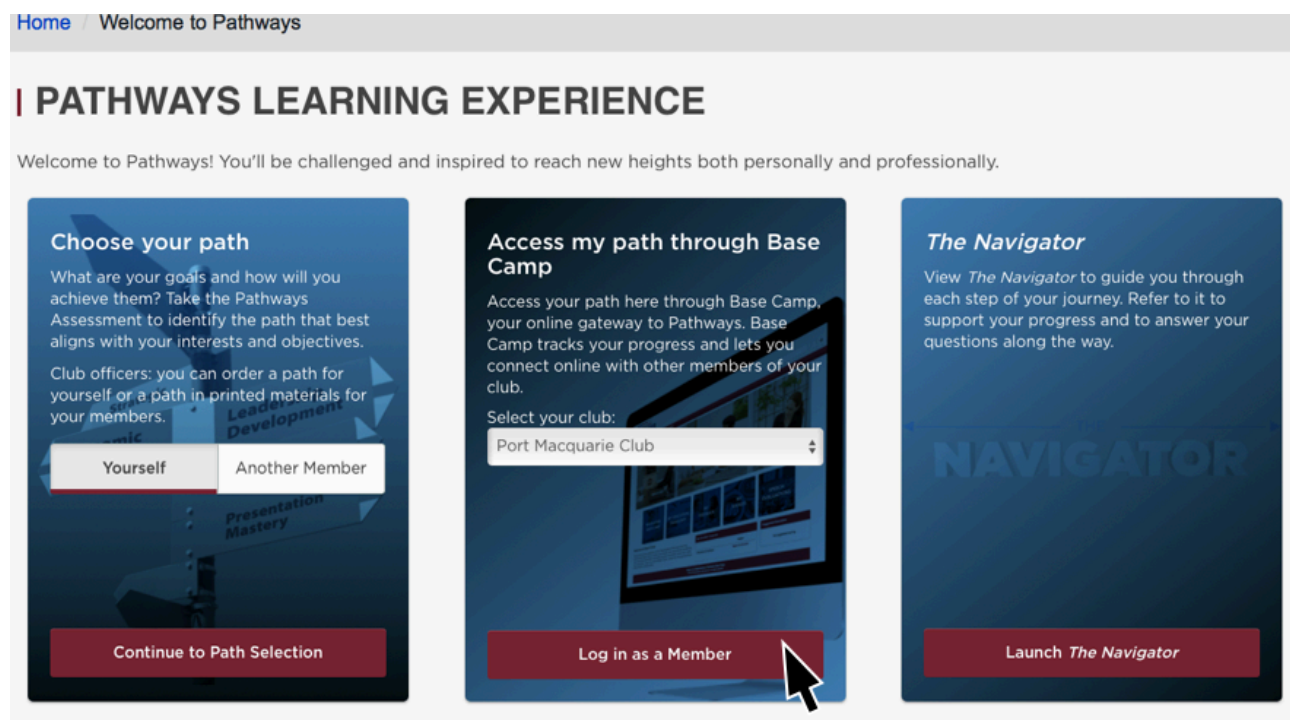 Home / Welcome to Pathways
PATHWAYS LEARNING EXPERIENCE
Welcome to Pathways! You'll be challenged and inspired to reach new heights both personally and professionally.
Choose your path
What are your goals and how will you
achieve them? Take the Pathways
Assessment to identify the path that best
aligns with your interests and objectives.
Club officers: you can order a path for
yourself or a path in printed materials for
your members.
Leadership
Development
Yourself
Another Member
Presentation
Mastery
Continue to Path Selection
Access my path through Base
Camp
Access your path here through Base Camp,
your online gateway to Pathways. Base
Camp tracks your progress and lets you
connect online with other members of your
club.
Select your club:
Port Macquarie Club
Log in as a Member
The Navigator
View The Navigator to guide you through
each step of your journey. Refer to it to
support your progress and to answer your
questions along the way.
THE
NAVIGATOR
Launch The Navigator